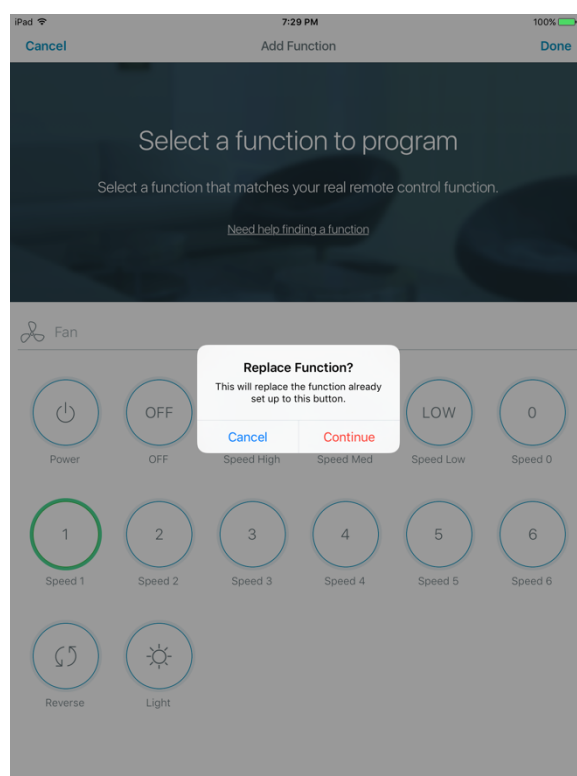 iPad 7:29 PM 100%
Cancel Add Function Done
Select a function to program
Select a function that matches your real remote control function.
Need help finding a function
Fan
Replace Function?
This will replace the function already
set up to this button.
Cancel Continue
OFF LOW 0
Power OFF Speed High Speed Med Speed Low Speed 0
1 2 3 4 5 6
Speed 1 Speed 2 Speed 3 Speed 4 Speed 5 Speed 6
Reverse Light